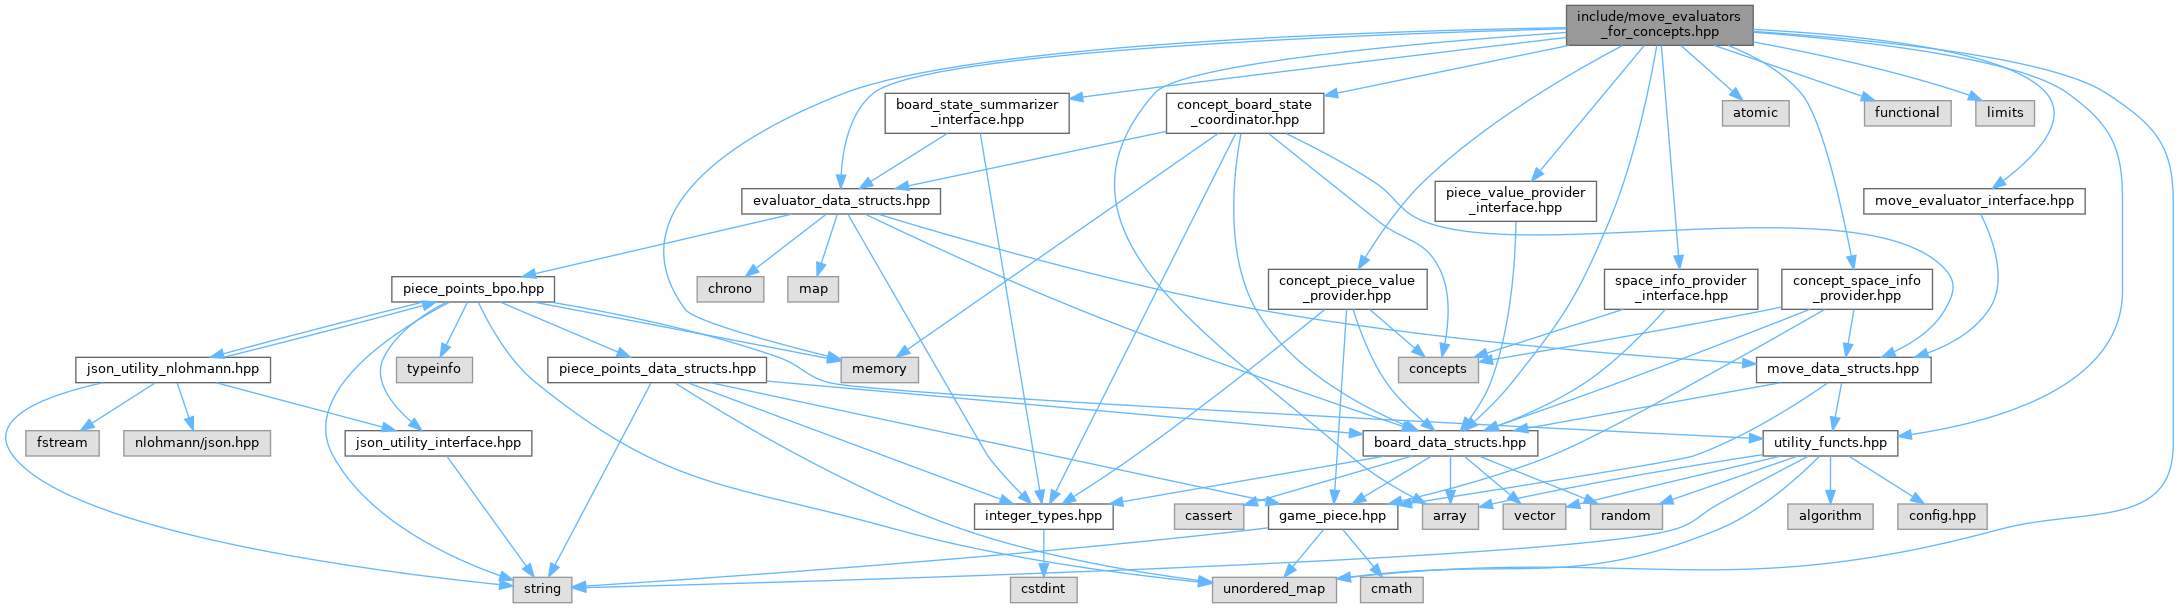 include/move_evaluators
_for_concepts.hpp
board_state_summarizer
_interface.hpp
concept_board_state
_coordinator.hpp
atomic
functional
limits
evaluator_data_structs.hpp
piece_value_provider
_interface.hpp
move_evaluator_interface.hpp
piece_points_bpo.hpp
chrono
map
concept_piece_value
_provider.hpp
space_info_provider
_interface.hpp
concept_space_info
_provider.hpp
json_utility_nlohmann.hpp
typeinfo
piece_points_data_structs.hpp
memory
concepts
move_data_structs.hpp
fstream
nlohmann/json.hpp
json_utility_interface.hpp
board_data_structs.hpp
utility_functs.hpp
integer_types.hpp
cassert
game_piece.hpp
array
vector
random
algorithm
config.hpp
string
cstdint
unordered_map
cmath